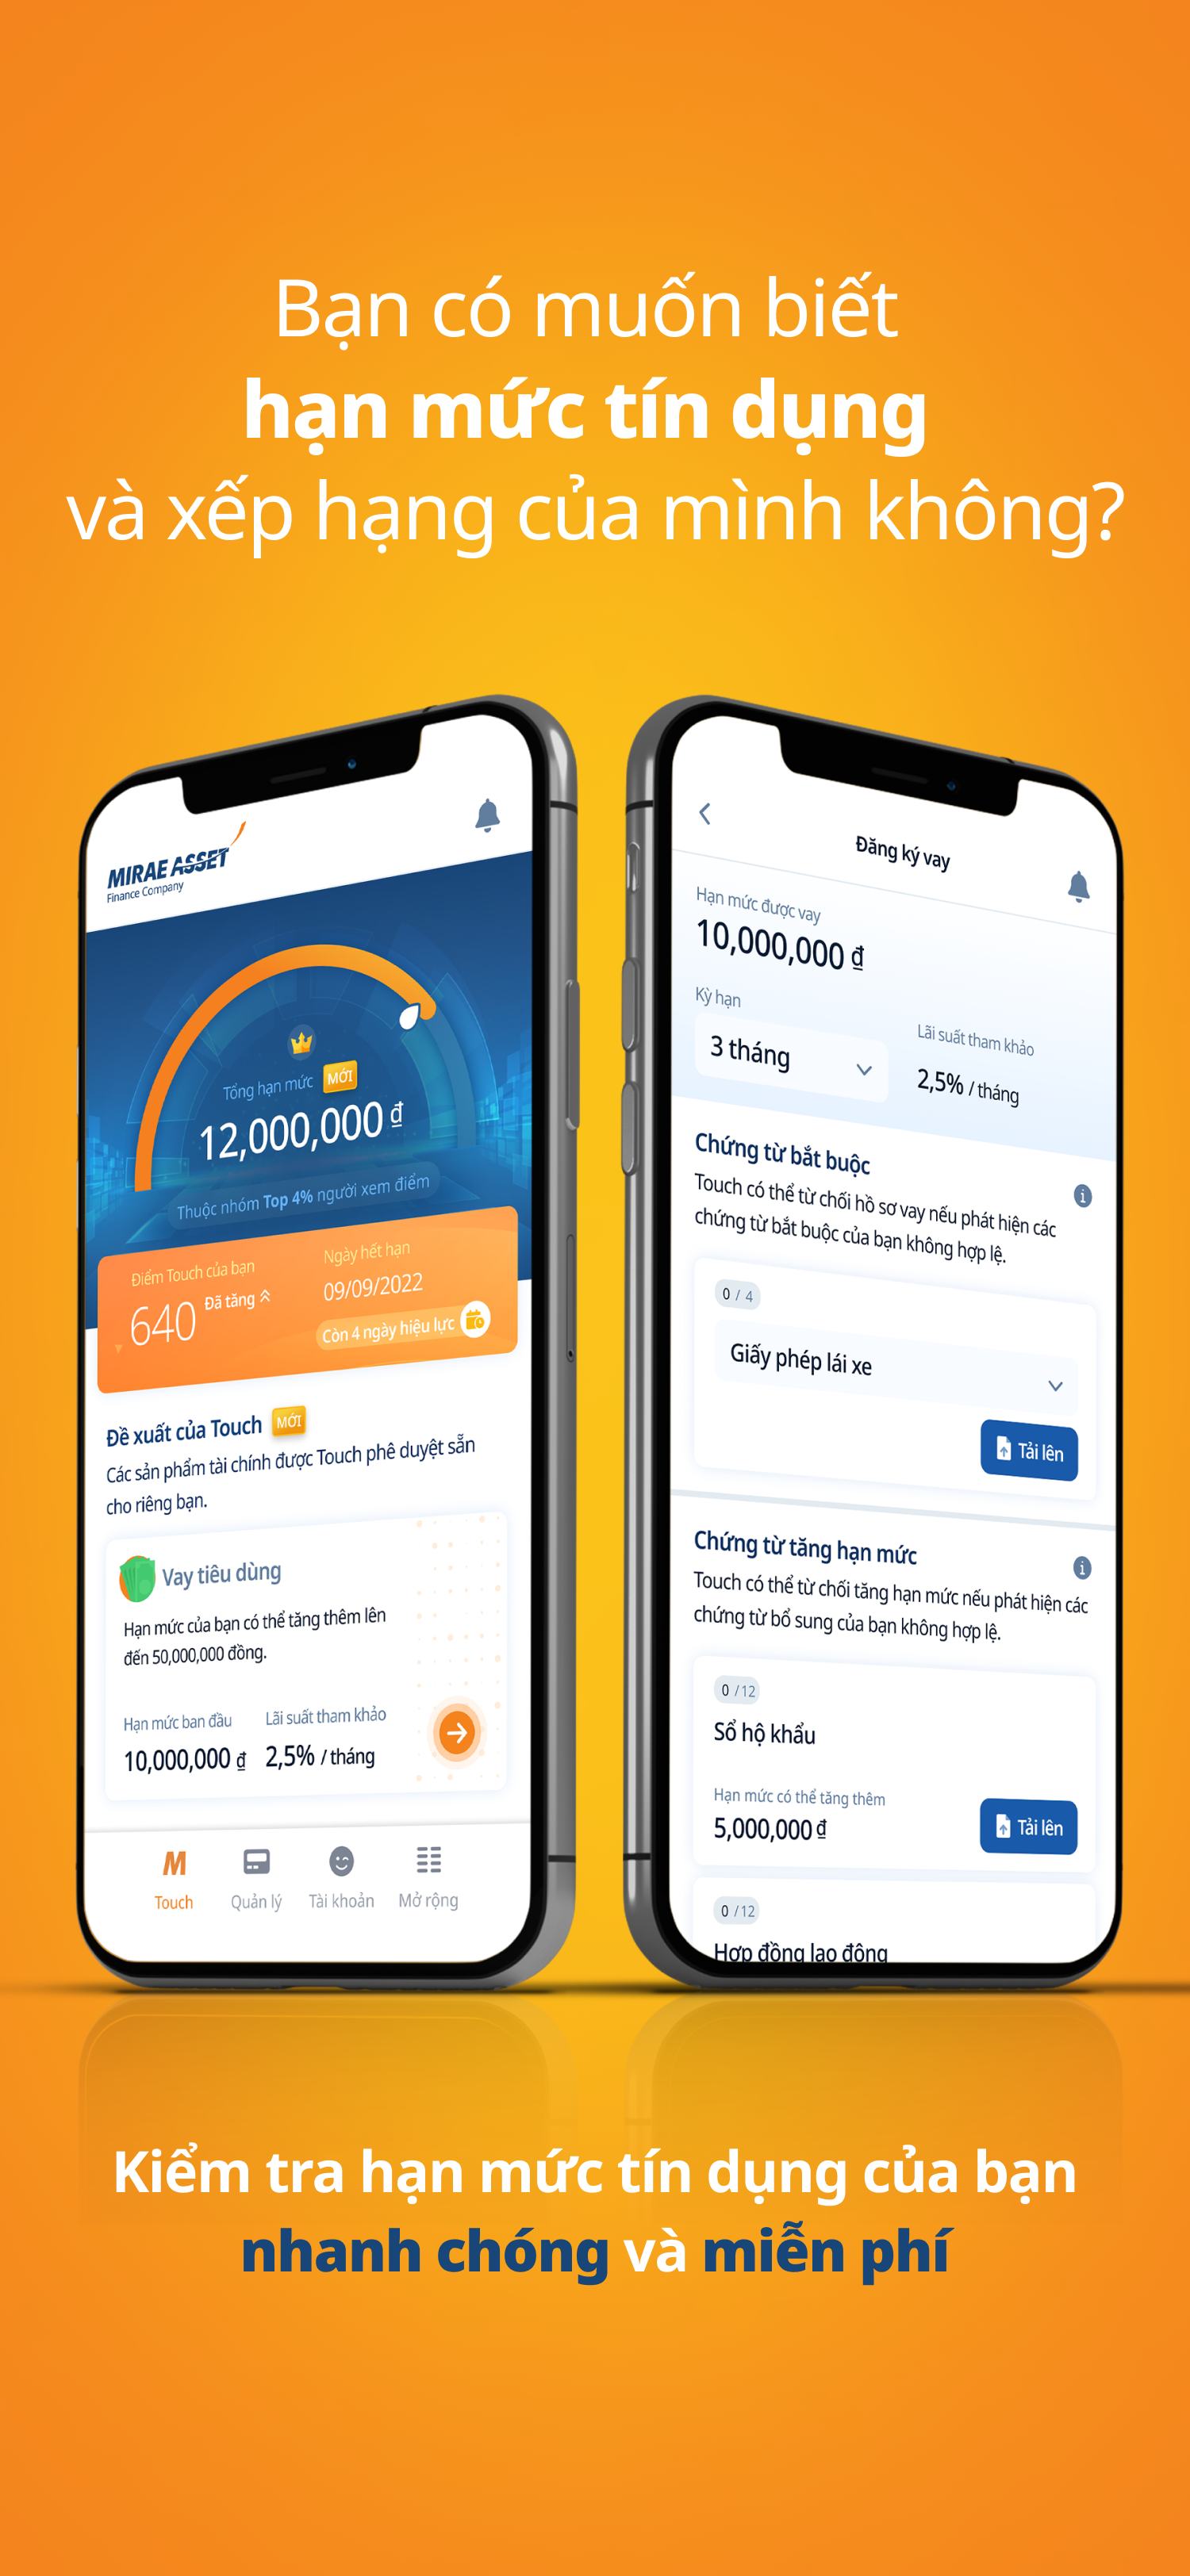 Bạn có muốn biết
hạn mức tín dụng
và xếp hạng của mình không?
MIRAE ASSET
Finance Company
Tổng hạn mức MỚI
12,000,000 ₫
Thuộc nhóm Top 4% người xem điểm
Điểm Touch của bạn
640 Đã tăng
Ngày hết hạn
09/09/2022
Còn 4 ngày hiệu lực
Đề xuất của Touch MỚI
Các sản phẩm tài chính được Touch phê duyệt sẵn
cho riêng bạn.
Vay tiêu dùng
Hạn mức của bạn có thể tăng thêm lên
đến 50,000,000 đồng.
Hạn mức ban đầu
10,000,000 ₫
Lãi suất tham khảo
2,5% / tháng
Touch
Quản lý
Tài khoản
Mở rộng
Đăng ký vay
Hạn mức được vay
10,000,000 ₫
Kỳ hạn
3 tháng
Lãi suất tham khảo
2,5% / tháng
Chứng từ bắt buộc
Touch có thể từ chối hồ sơ vay nếu phát hiện các
chứng từ bắt buộc của bạn không hợp lệ.
0 / 4
Giấy phép lái xe
Tải lên
Chứng từ tăng hạn mức
Touch có thể từ chối tăng hạn mức nếu phát hiện các
chứng từ bổ sung của bạn không hợp lệ.
0 / 12
Sổ hộ khẩu
Hạn mức có thể tăng thêm
5,000,000 ₫
Tải lên
0 / 12
Hợp đồng lao động
Kiểm tra hạn mức tín dụng của bạn
nhanh chóng và miễn phí